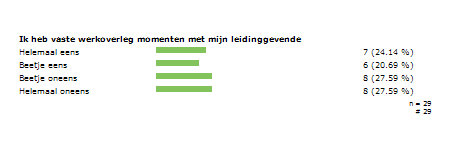 Ik heb vaste werkoverleg momenten met mijn leidinggevende
Helemaal eens 7 (24.14 %)
Beetje eens 6 (20.69 %)
Beetje oneens 8 (27.59 %)
Helemaal oneens 8 (27.59 %)
n = 29
# 29